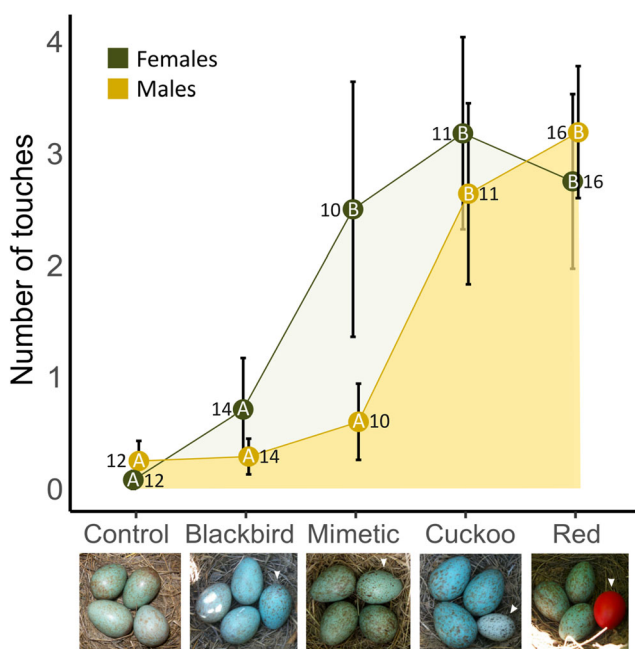 4
Females
Males
3
2
1
0
Number of touches
12 A
A 12
14 A
A 14
10 B
A 10
11 B
B 11
16 B
B 16
Control Blackbird Mimetic Cuckoo Red